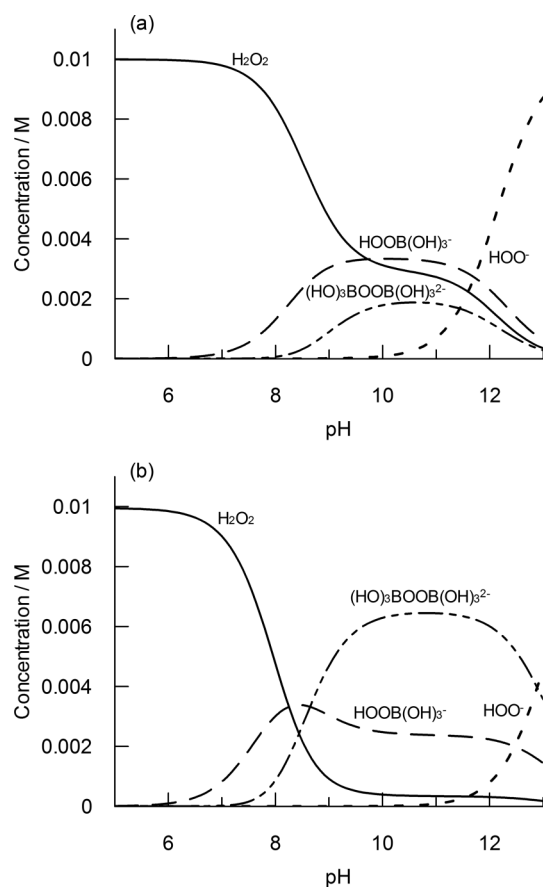 (a)
0.01
H₂O₂
0.008
0.006
Concentration / M
0.004
HOOB(OH)₃⁻
HOO⁻
(HO)₃BOOB(OH)₃²⁻
0.002
0
6 8 10 12
pH
(b)
0.01
H₂O₂
0.008
(HO)₃BOOB(OH)₃²⁻
0.006
Concentration / M
0.004
HOOB(OH)₃⁻
HOO⁻
0.002
0
6 8 10 12
pH